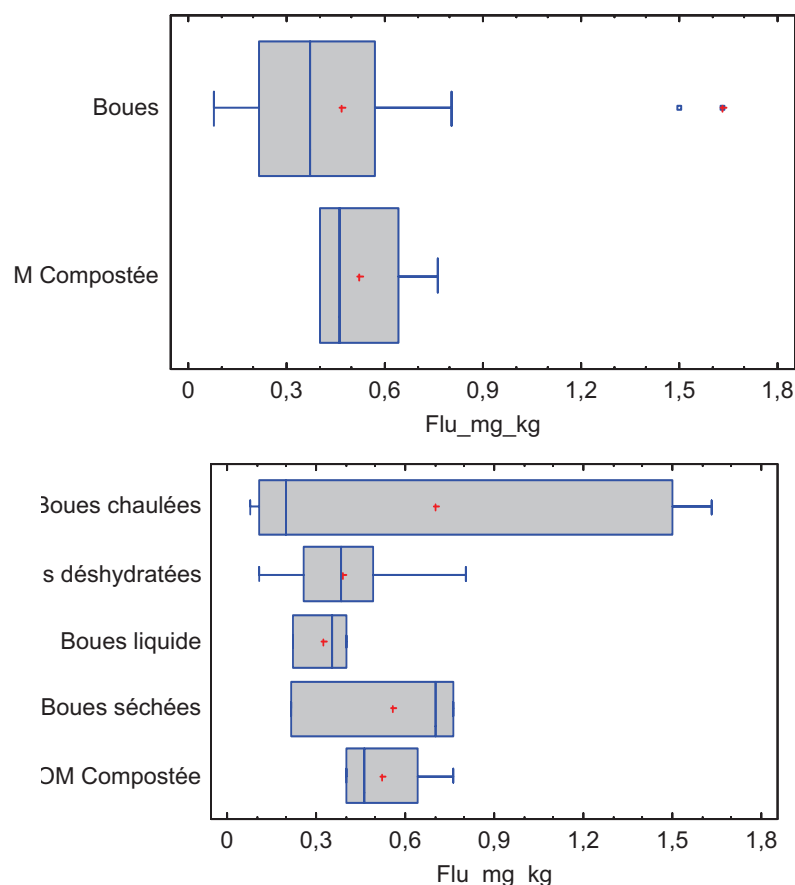 Boues
M Compostée
0 0,3 0,6 0,9 1,2 1,5 1,8
Flu_mg_kg
Boues chaulées
s déshydratées
Boues liquide
Boues séchées
OM Compostée
0 0,3 0,6 0,9 1,2 1,5 1,8
Flu_mg_kg